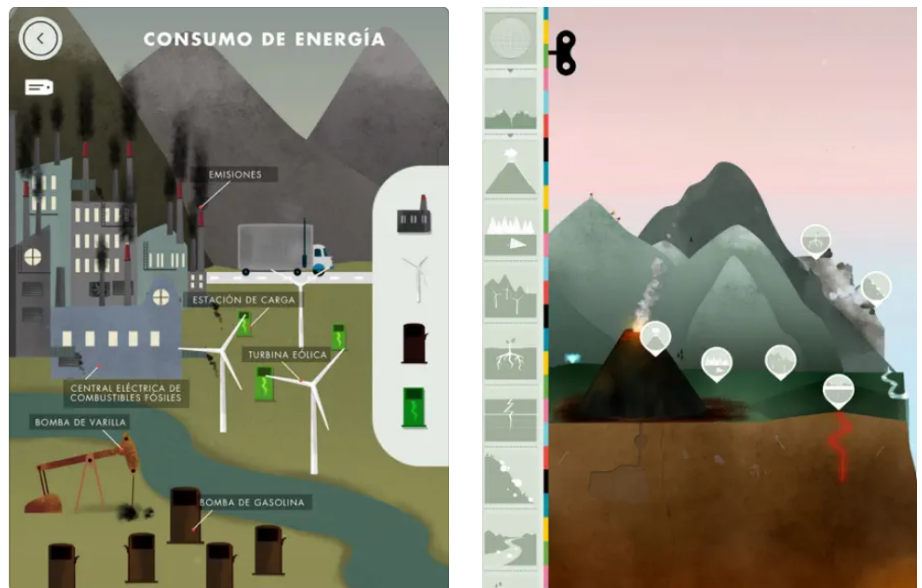 CONSUMO DE ENERGÍA
EMISIONES
ESTACIÓN DE CARGA
TURBINA EÓLICA
CENTRAL ELÉCTRICA DE
COMBUSTIBLES FÓSILES
BOMBA DE VARILLA
BOMBA DE GASOLINA